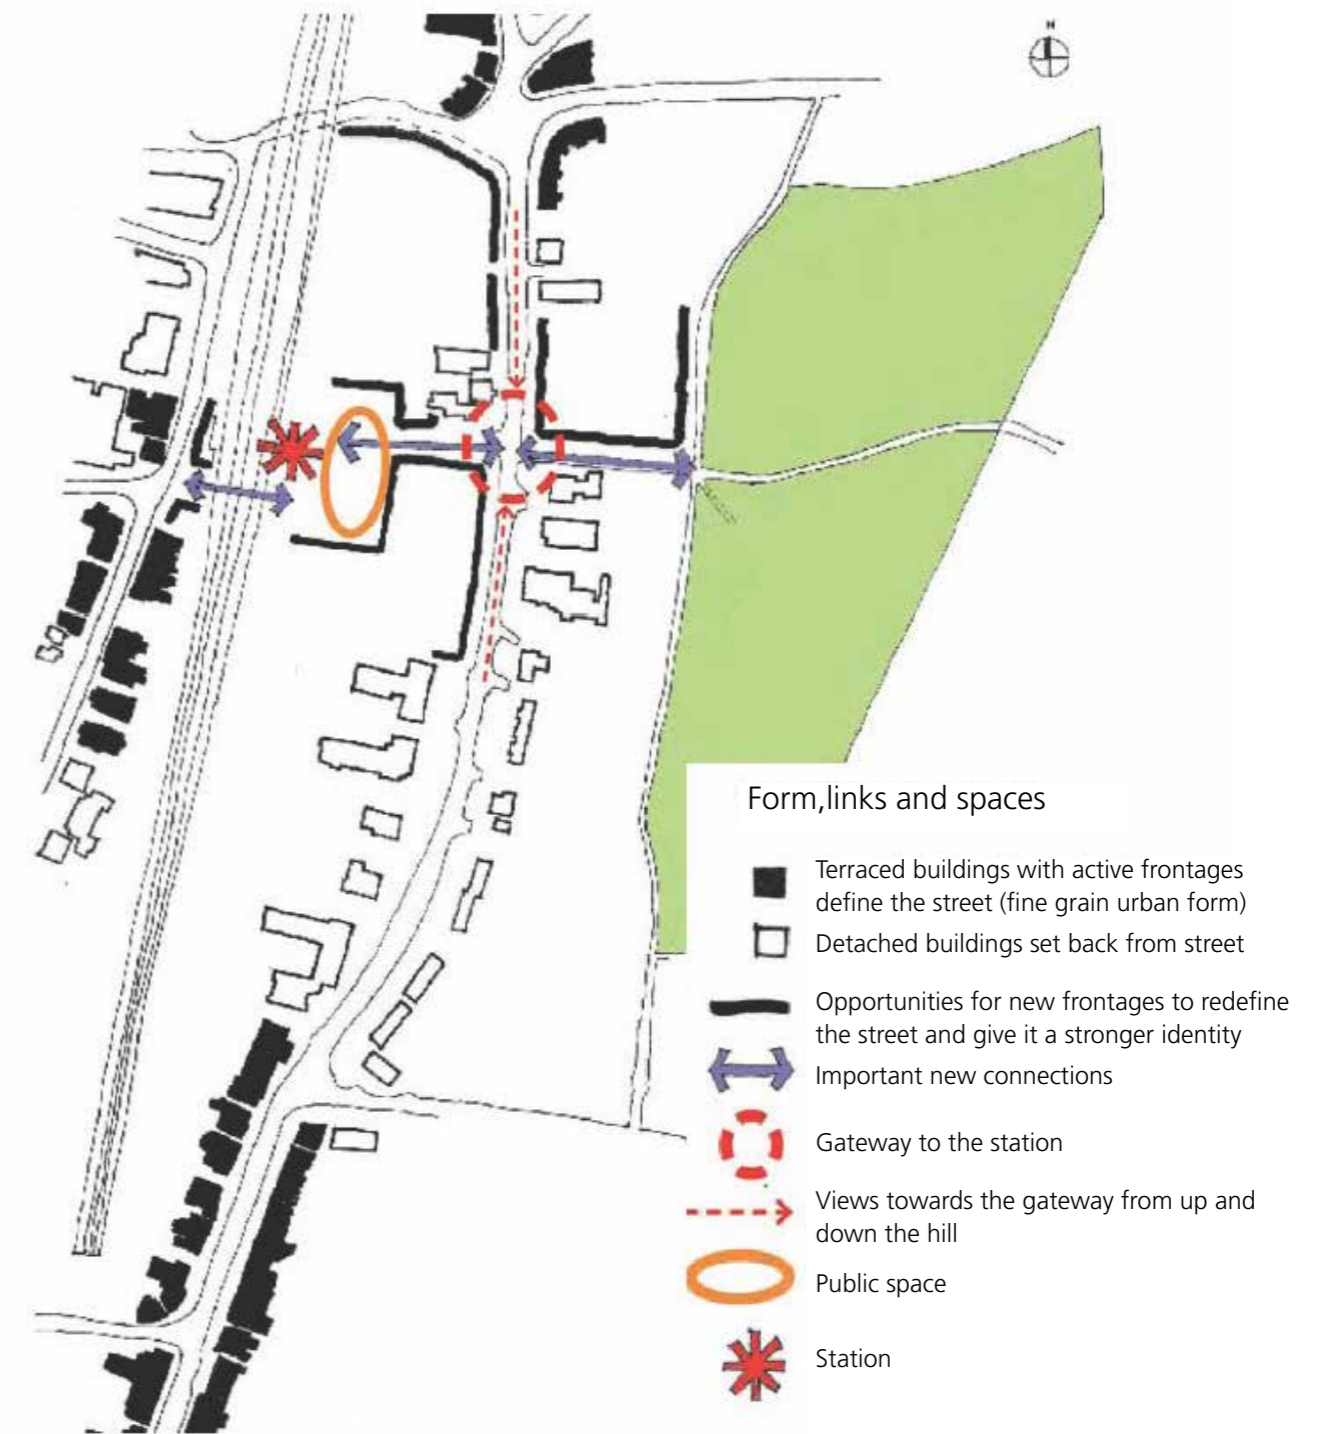 N
Form,links and spaces
Terraced buildings with active frontages
define the street (fine grain urban form)
Detached buildings set back from street
Opportunities for new frontages to redefine
the street and give it a stronger identity
Important new connections
Gateway to the station
Views towards the gateway from up and
down the hill
Public space
Station